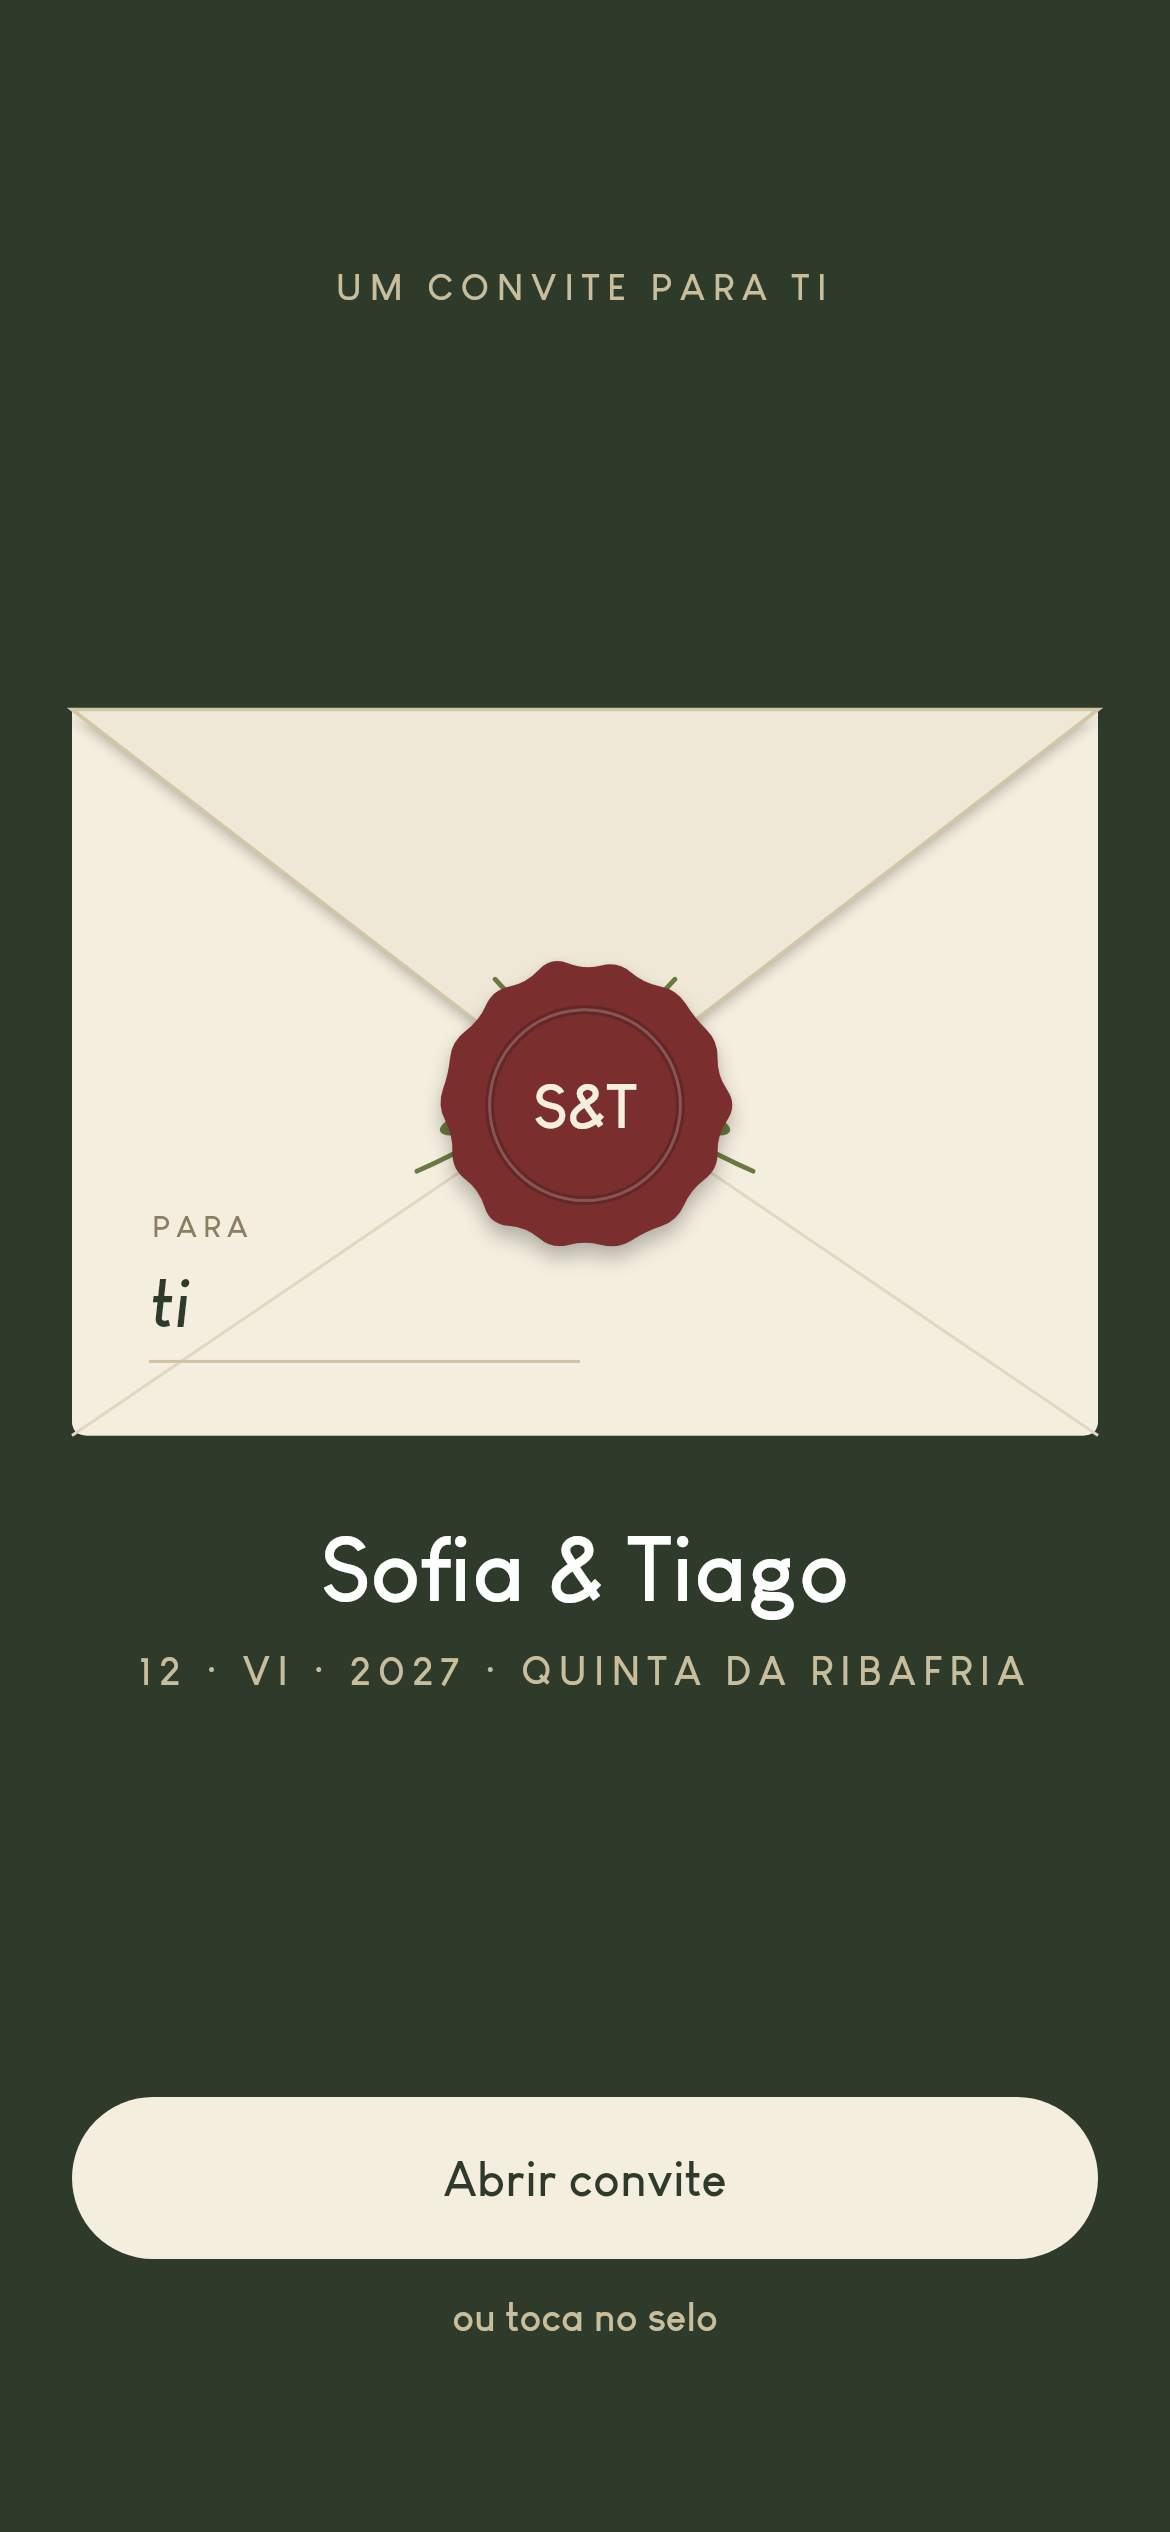 UM CONVITE PARA TI
S&T
PARA
ti
Sofia & Tiago
12 · VI · 2027 · QUINTA DA RIBAFRIA
Abrir convite
ou toca no selo